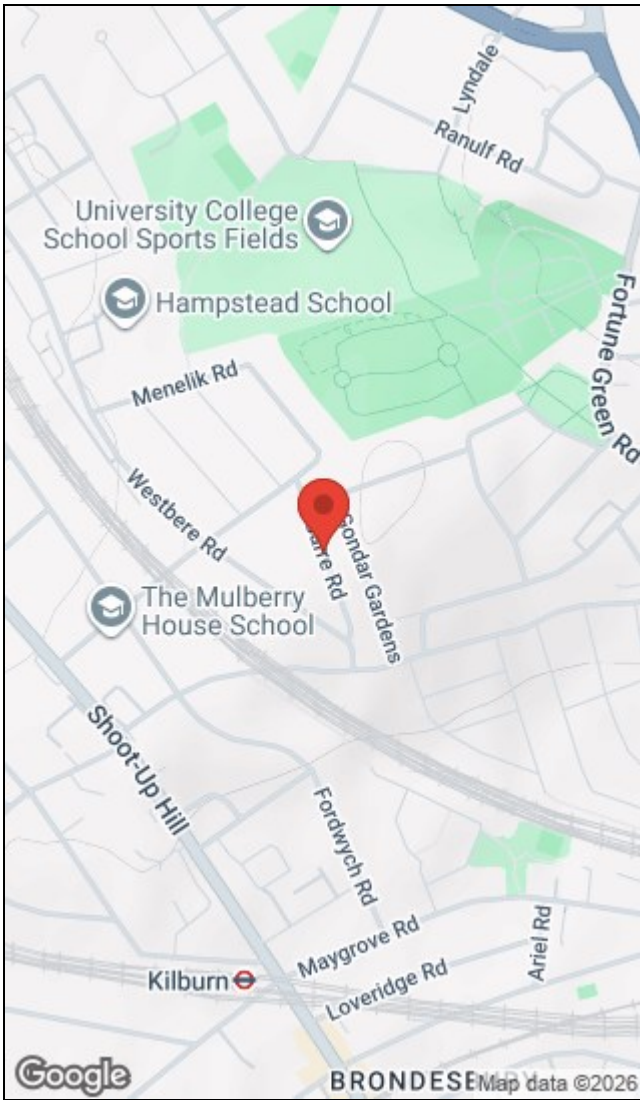 Lyndale
Ranulf Rd
University College
School Sports Fields
Hampstead School
Fortune Green Rd
Menelik Rd
Westbere Rd
Gondar Gardens
Rd
The Mulberry
House School
Shoot-Up Hill
Fordwych Rd
Maygrove Rd
Ariel Rd
Kilburn
Loveridge Rd
Google
Map data ©2026